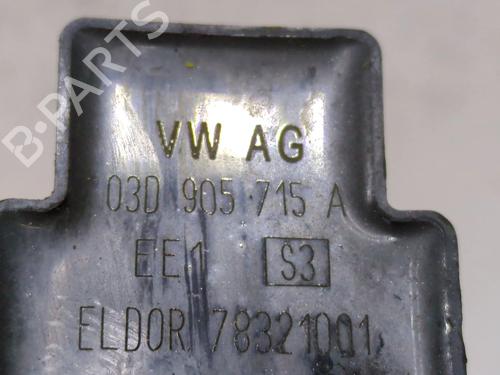 B-PARTS
VW AG
03D 905 715 A
EE1 S3
ELDOR 78321001